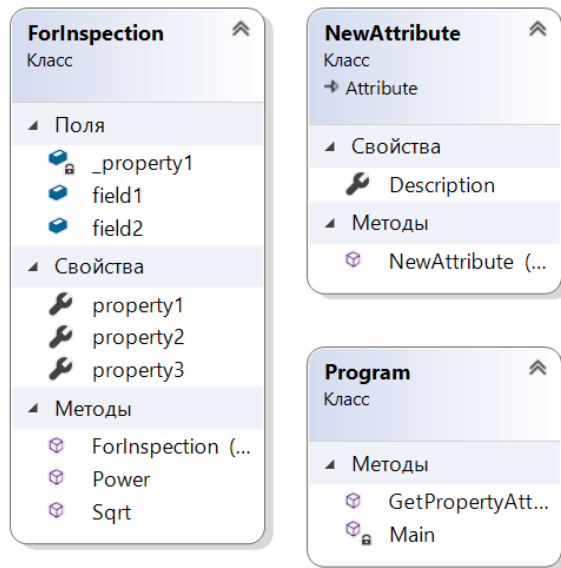 ForInspection
Класс
Поля
_property1
field1
field2
Свойства
property1
property2
property3
Методы
ForInspection (...
Power
Sqrt
NewAttribute
Класс
Attribute
Свойства
Description
Методы
NewAttribute (...
Program
Класс
Методы
GetPropertyAtt...
Main